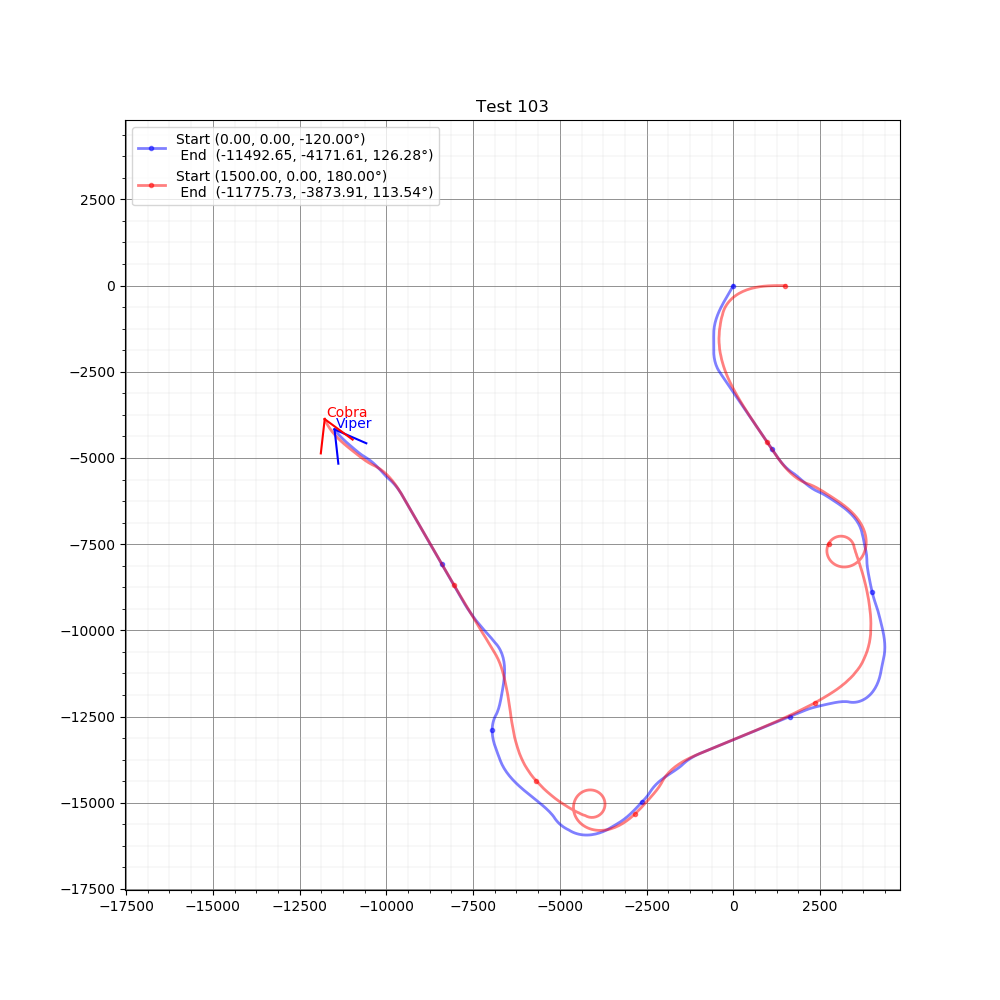 Test 103
Start (0.00, 0.00, -120.00°)
End (-11492.65, -4171.61, 126.28°)
Start (1500.00, 0.00, 180.00°)
End (-11775.73, -3873.91, 113.54°)
2500
0
−2500
Cobra
Viper
−5000
−7500
−10000
−12500
−15000
−17500
−17500 −15000 −12500 −10000 −7500 −5000 −2500 0 2500